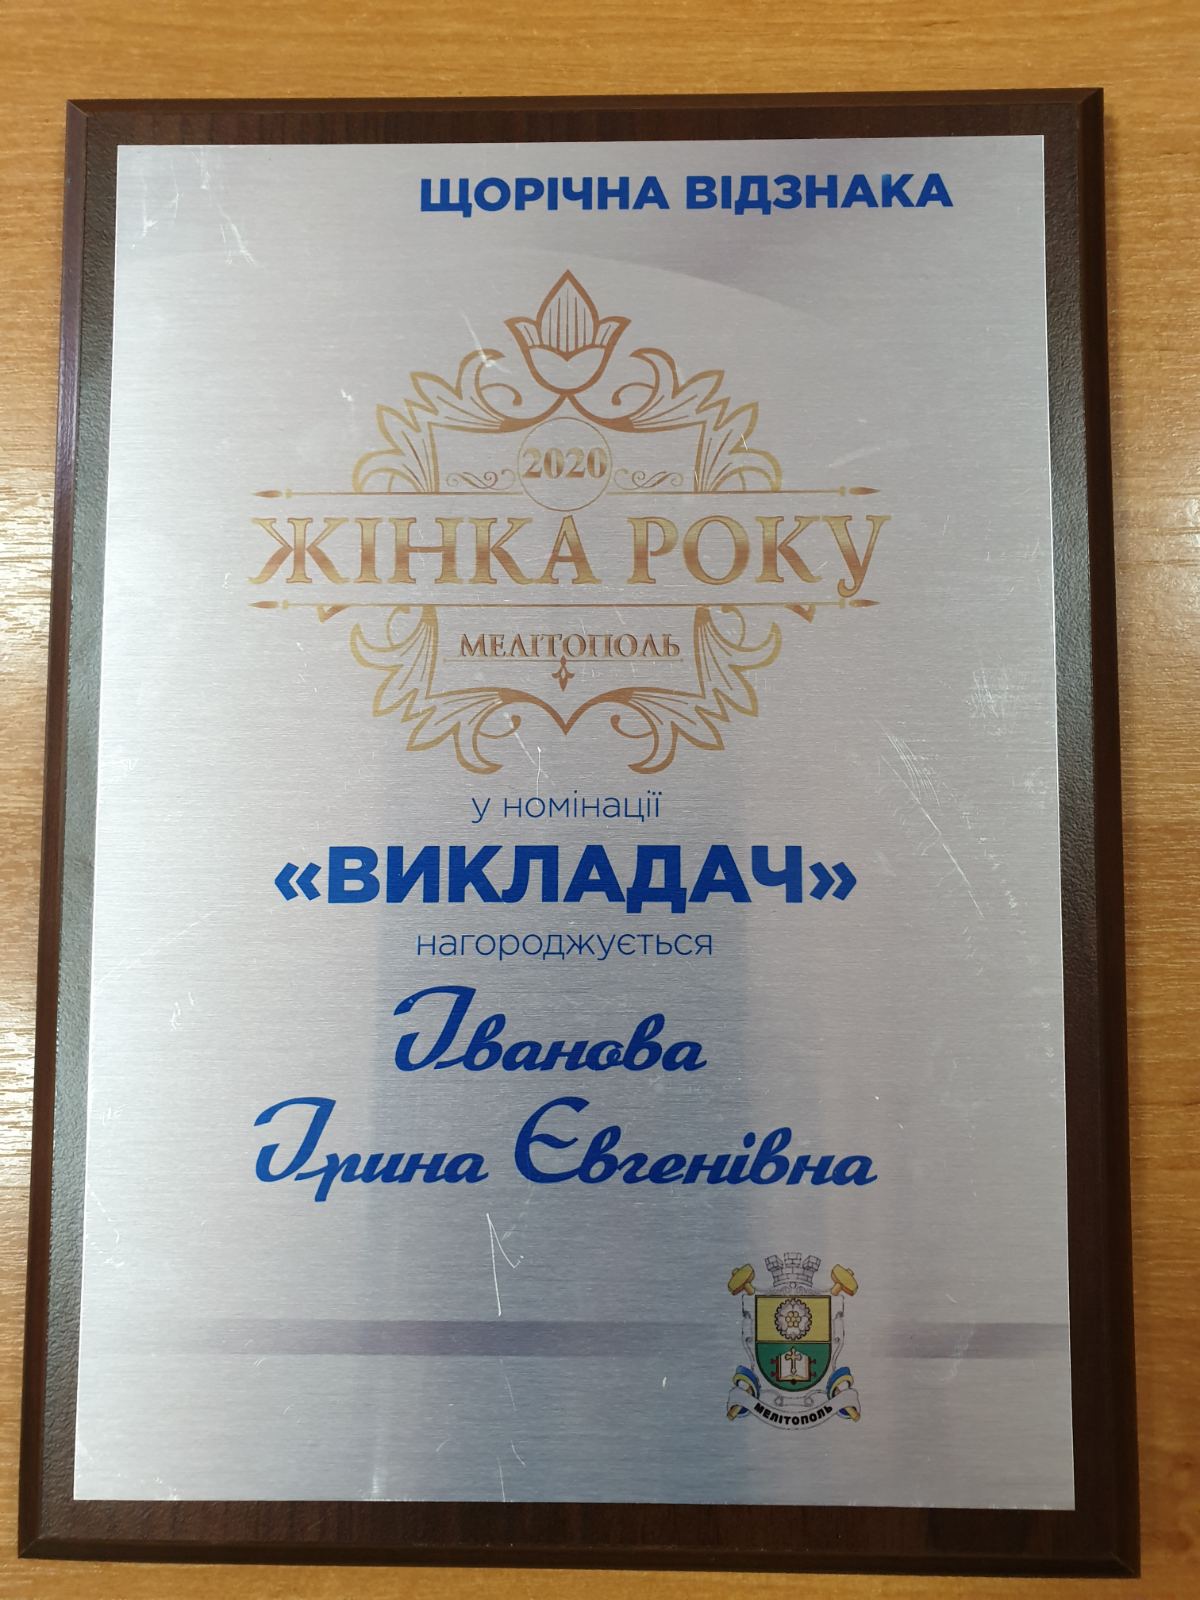 ЩОРІЧНА ВІДЗНАКА
2020
ЖІНКА РОКУ
МЕЛІТОПОЛЬ
у номінації
«ВИКЛАДАЧ»
нагороджується
Іванова
Ірина Євгенівна
МЕЛІТОПОЛЬ